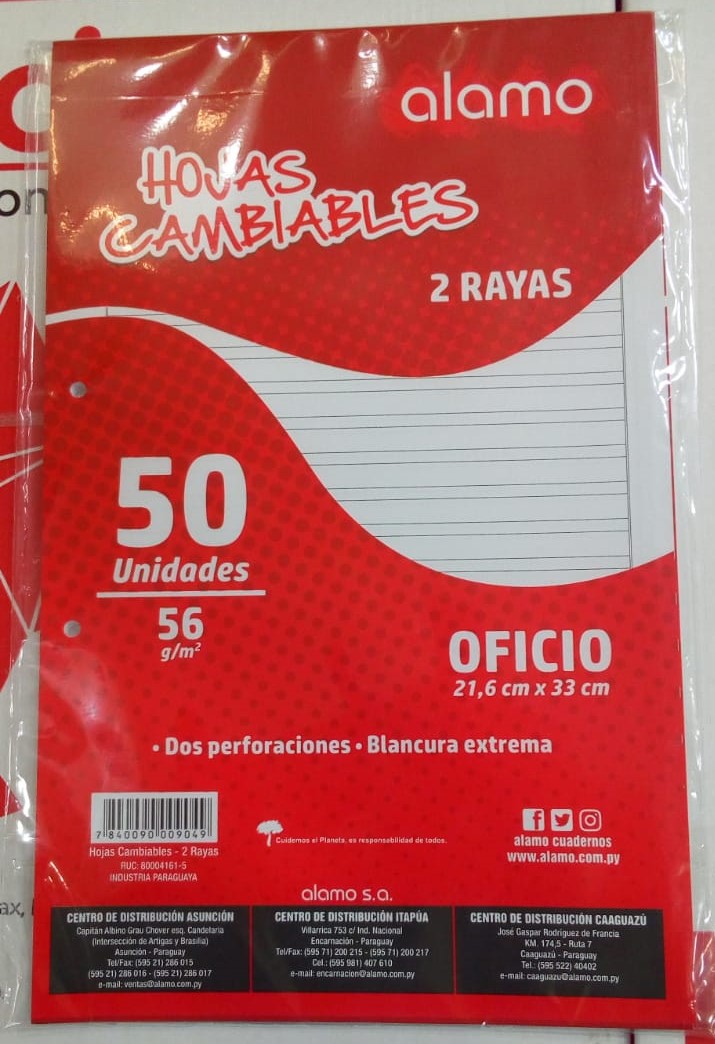 alamo
HOJAS
CAMBIABLES
2 RAYAS
50
Unidades
56
g/m²
OFICIO
21,6 cm x 33 cm
• Dos perforaciones • Blancura extrema
7 840090 009049
Hojas Cambiables - 2 Rayas
RUC: 80004161-5
INDUSTRIA PARAGUAYA
Cuidemos el Planeta, es responsabilidad de todos.
alamo cuadernos
www.alamo.com.py
alamo s.a.
CENTRO DE DISTRIBUCIÓN ASUNCIÓN
Capitán Albino Grau Chover esq. Candelaria
(Intersección de Artigas y Brasilia)
Asunción - Paraguay
Tel/Fax: (595 21) 286 015
(595 21) 286 016 - (595 21) 286 017
e-mail: ventas@alamo.com.py
CENTRO DE DISTRIBUCIÓN ITAPÚA
Villarrica 753 c/ Ind. Nacional
Encarnación - Paraguay
Tel/Fax: (595 71) 200 215 - (595 71) 200 217
Cel.: (595 981) 407 610
e-mail: encarnacion@alamo.com.py
CENTRO DE DISTRIBUCIÓN CAAGUAZÚ
José Gaspar Rodríguez de Francia
KM. 174,5 - Ruta 7
Caaguazú - Paraguay
Tel.: (595 522) 40402
e-mail: caaguazu@alamo.com.py